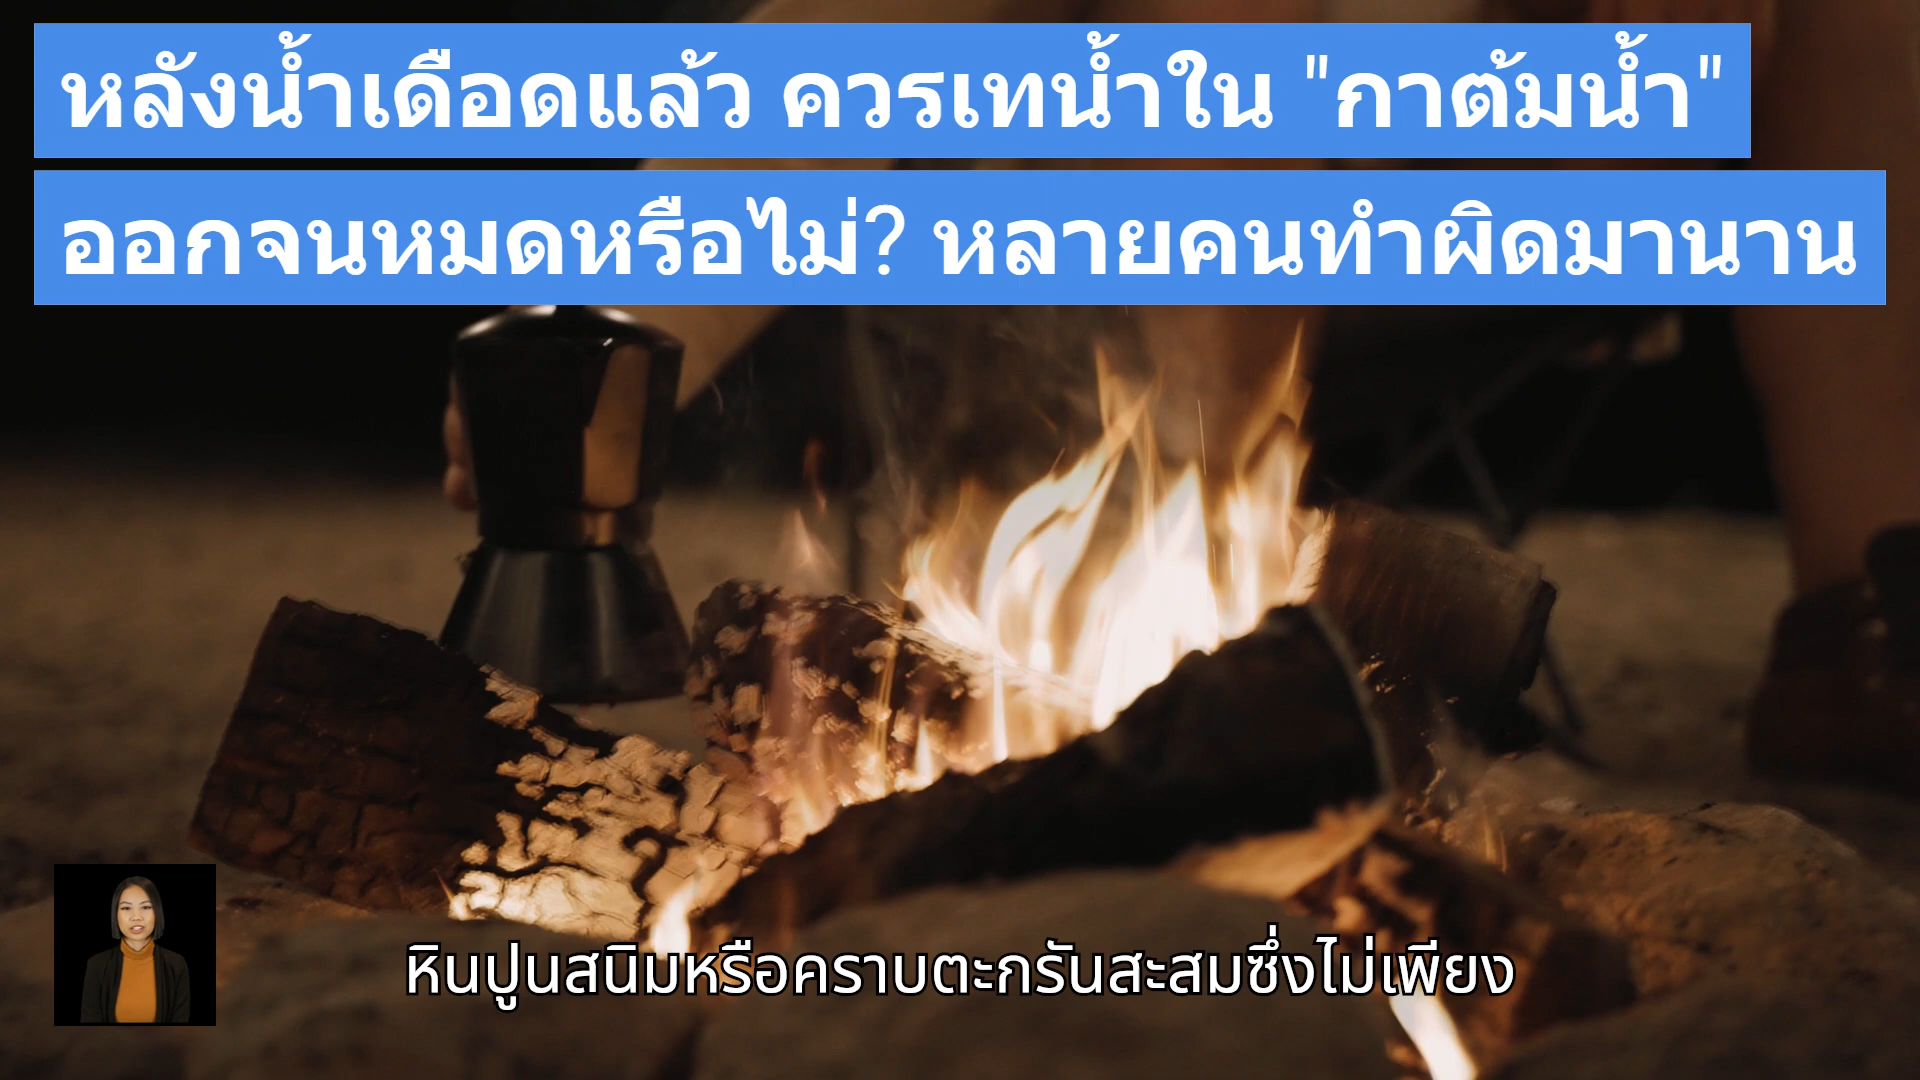 หลังน้ำเดือดแล้ว ควรเทน้ำใน "กาต้มน้ำ"
ออกจนหมดหรือไม่? หลายคนทำผิดมานาน
หินปูนสนิมหรือคราบตะกรันสะสมซึ่งไม่เพียง